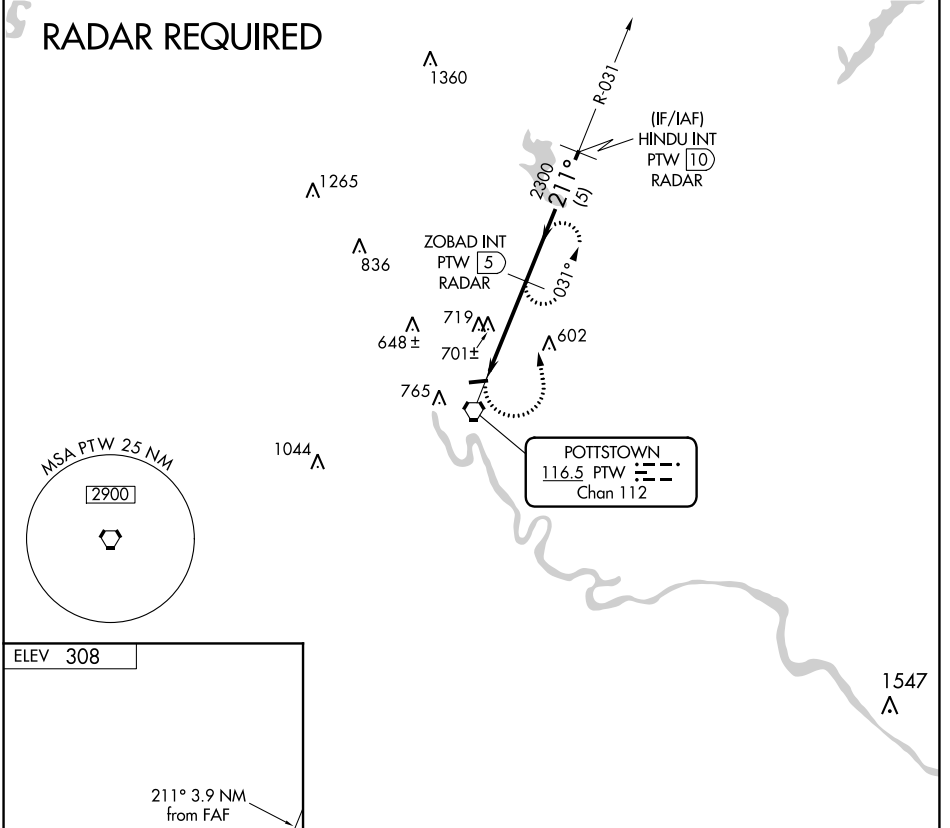 RADAR REQUIRED
1360
R-031
(IF/IAF)
HINDU INT
PTW 10
RADAR
2300
211°
(5)
1265
836
ZOBAD INT
PTW 5
RADAR
031°
719
648 ±
701±
602
765
1044
POTTSTOWN
116.5 PTW
Chan 112
MSA PTW 25 NM
2900
ELEV 308
1547
211° 3.9 NM
from FAF